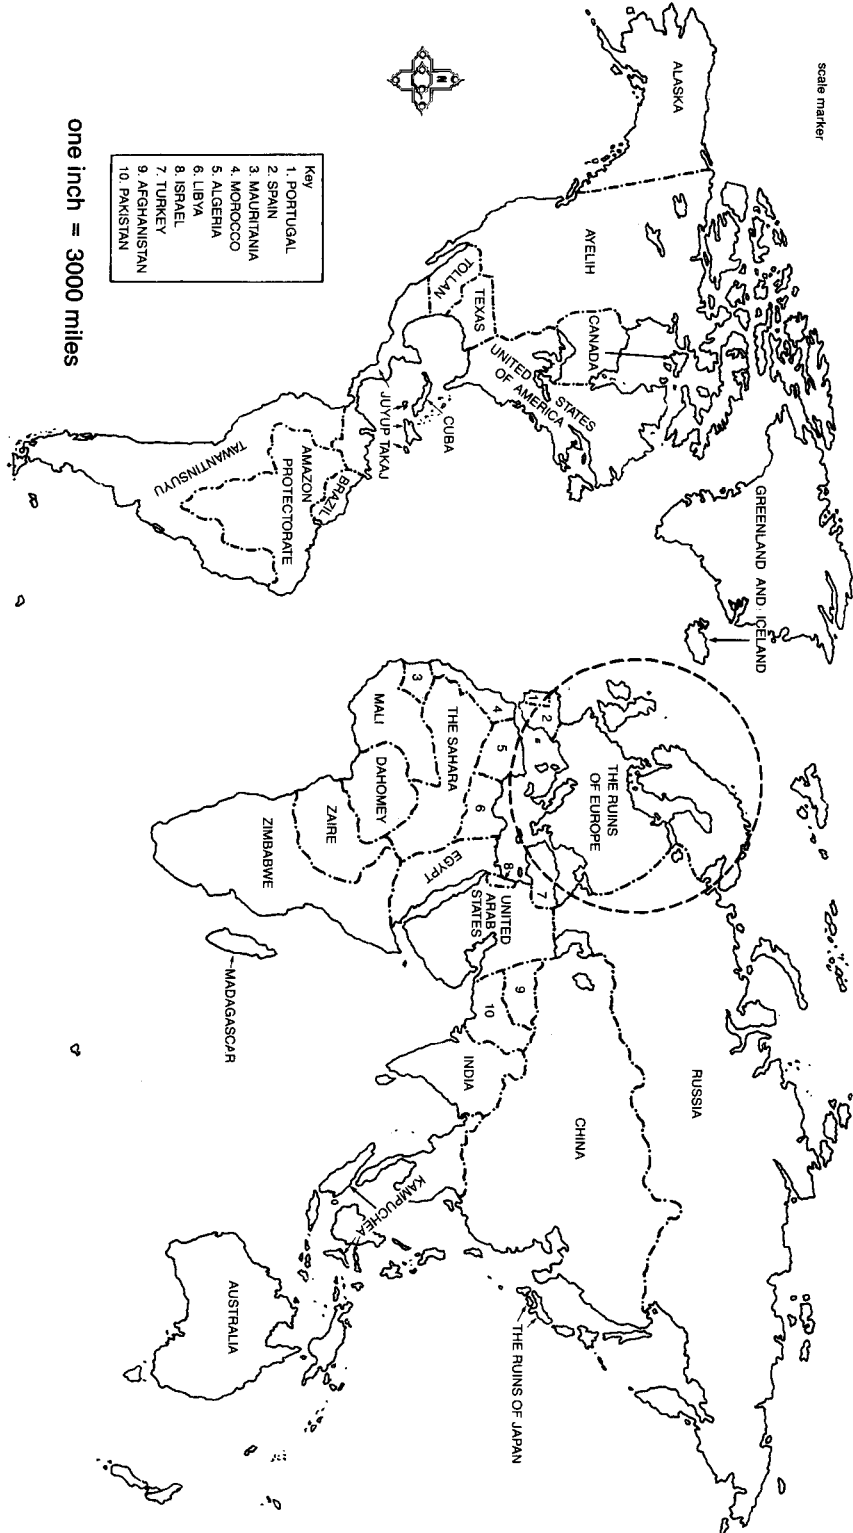 scale marker
N
ALASKA
AYELIH
CANADA
UNITED STATES
OF AMERICA
TEXAS
TOLLAN
CUBA
JUYUP TAKAJ
BRAZIL
AMAZON
PROTECTORATE
TAWANTINSUYU
GREENLAND AND ICELAND
THE RUINS
OF EUROPE
1
2
3
4
5
6
7
8
9
10
THE SAHARA
MALI
DAHOMEY
ZAIRE
ZIMBABWE
EGYPT
UNITED
ARAB
STATES
MADAGASCAR
RUSSIA
CHINA
INDIA
KAMPUCHEA
THE RUINS OF JAPAN
AUSTRALIA
Key
1. PORTUGAL
2. SPAIN
3 MAURITANIA
4. MOROCCO
5. ALGERIA
6. LIBYA
8. ISRAEL
7. TURKEY
9. AFGHANISTAN
10. PAKISTAN
one inch = 3000 miles